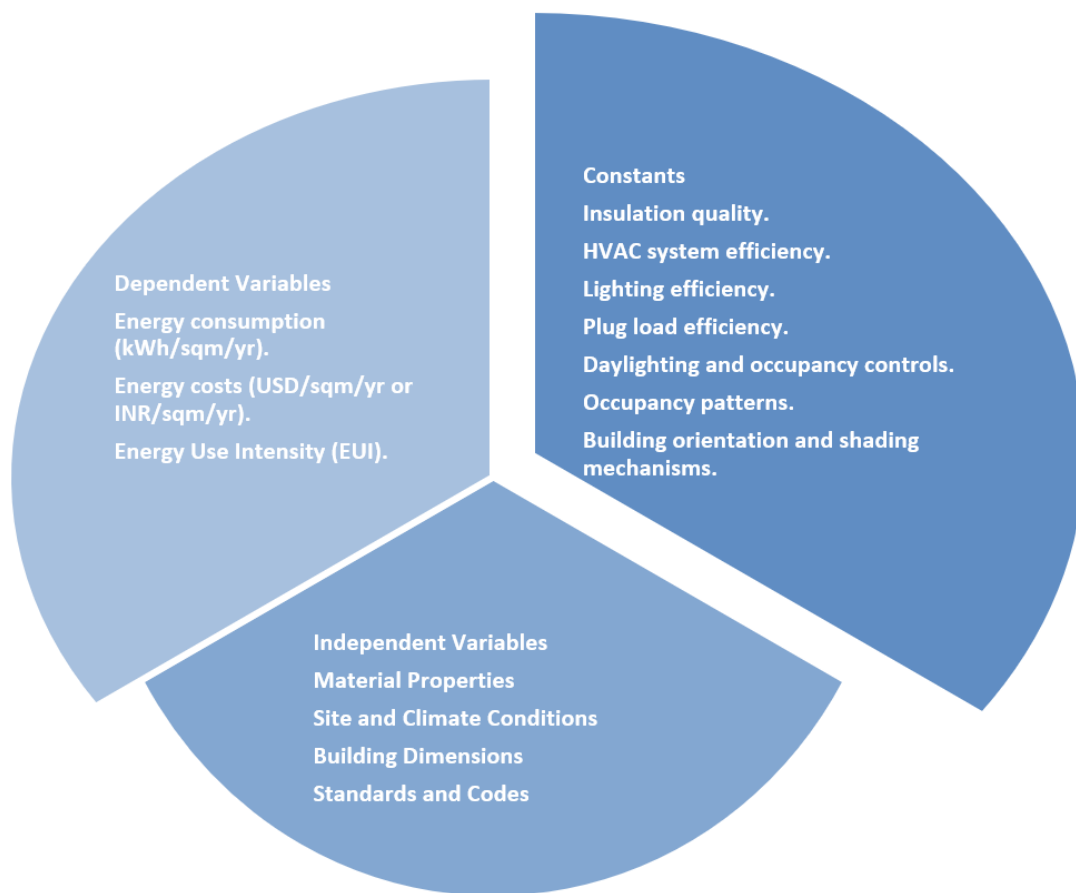 Constants
Insulation quality.
HVAC system efficiency.
Lighting efficiency.
Plug load efficiency.
Daylighting and occupancy controls.
Occupancy patterns.
Building orientation and shading
mechanisms.
Dependent Variables
Energy consumption
(kWh/sqm/yr).
Energy costs (USD/sqm/yr or
INR/sqm/yr).
Energy Use Intensity (EUI).
Independent Variables
Material Properties
Site and Climate Conditions
Building Dimensions
Standards and Codes